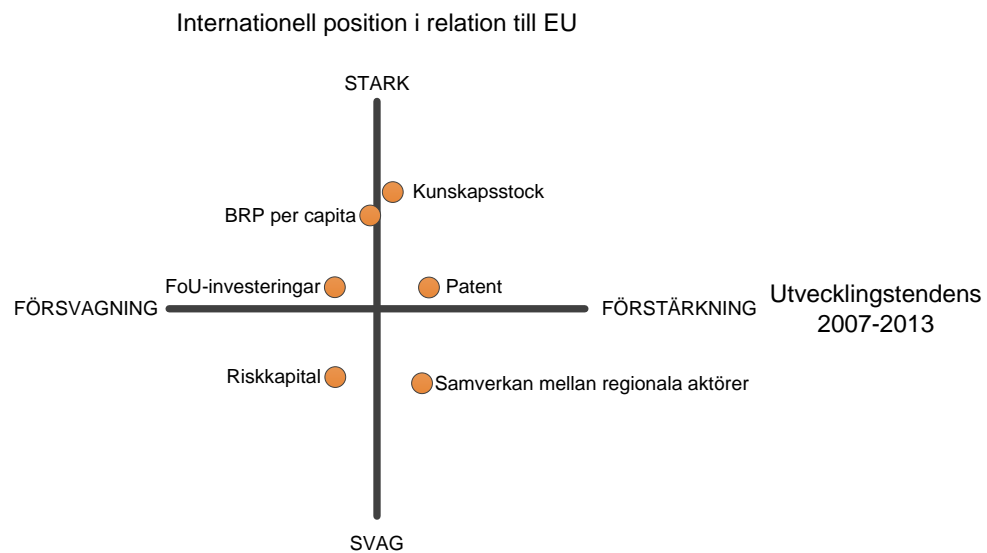 Internationell position i relation till EU
STARK
Kunskapsstock
BRP per capita
FoU-investeringar
Patent
FÖRSVAGNING
FÖRSTÄRKNING
Utvecklingstendens
2007-2013
Riskkapital
Samverkan mellan regionala aktörer
SVAG